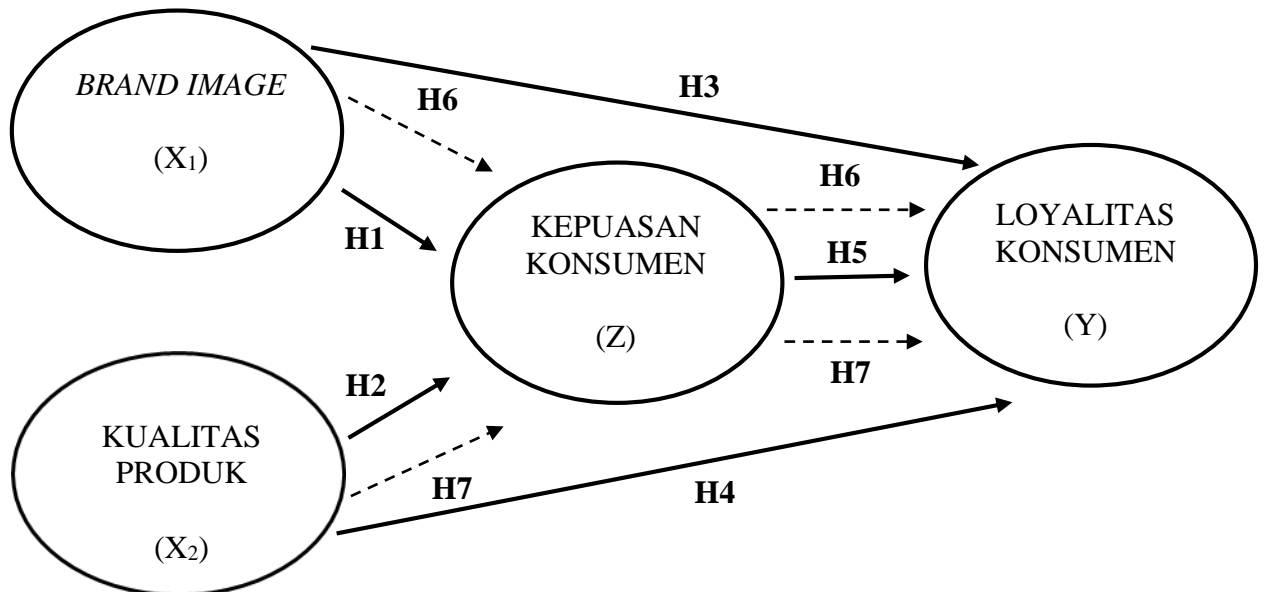 BRAND IMAGE
(X₁)
H6
H3
H1
KEPUASAN
KONSUMEN
(Z)
H6
H5
H7
LOYALITAS
KONSUMEN
(Y)
H2
KUALITAS
PRODUK
(X₂)
H7
H4